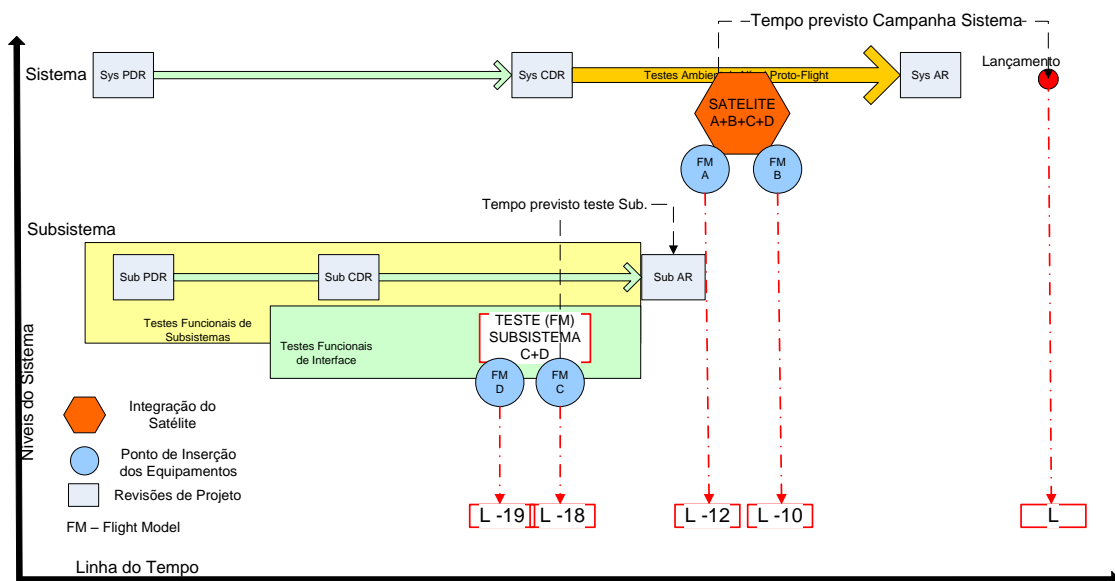 Tempo previsto Campanha Sistema
Sistema
Sys PDR
Sys CDR
Testes
Proto-Flight
Sys AR
Lançamento
SATELITE
A+B+C+D
FM
A
FM
B
Tempo previsto teste Sub.
Subsistema
Sub PDR
Sub CDR
Sub AR
Testes Funcionais de
Subsistemas
Testes Funcionais
de Interface
TESTE (FM)
SUBSISTEMA
C+D
FM
D
FM
C
Níveis do Sistema
Integração do
Satélite
Ponto de Inserção
dos Equipamentos
Revisões de Projeto
FM – Flight Model
L -19
L -18
L -12
L -10
L
Linha do Tempo